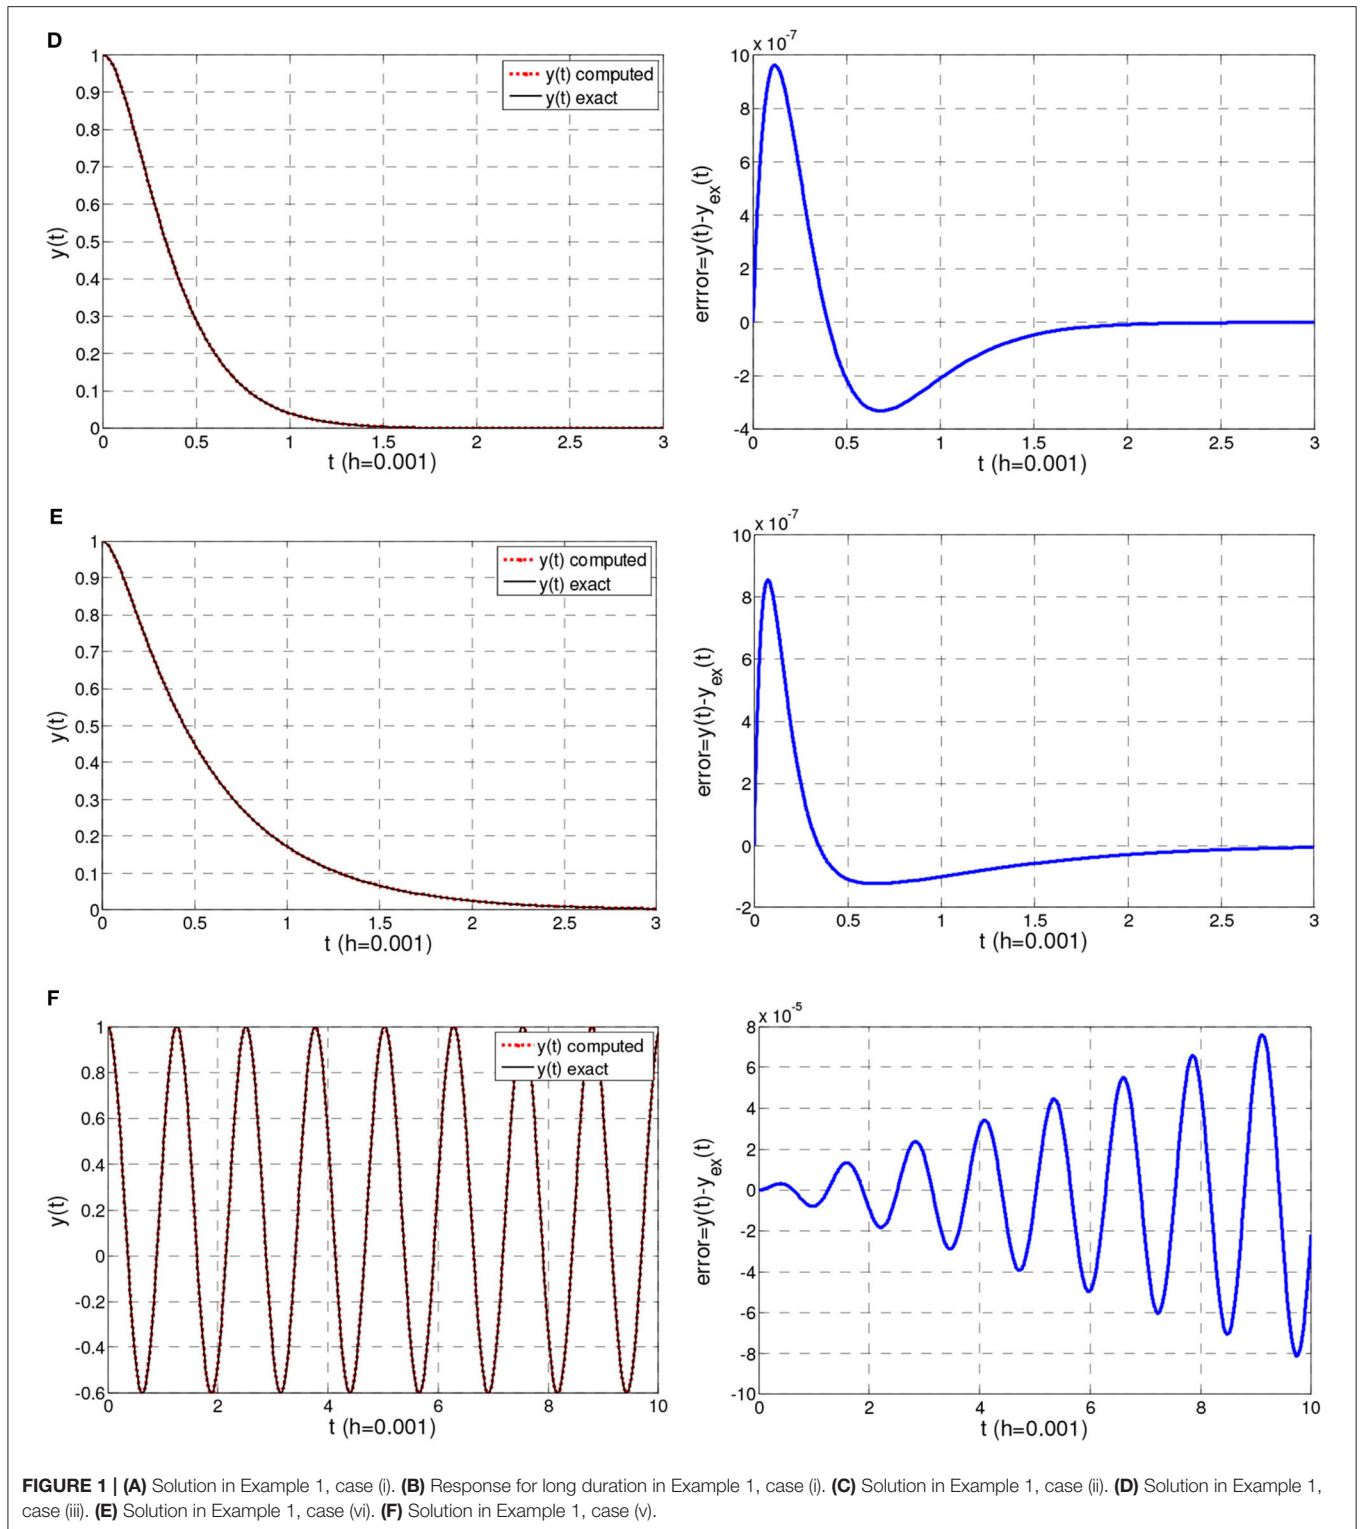 D
1
0.9
0.8
0.7
0.6
0.5
0.4
0.3
0.2
0.1
0
y(t)
y(t) computed
y(t) exact
0 0.5 1 1.5 2 2.5 3
t (h=0.001)
x 10-7
10
8
6
4
2
0
-2
-4
errror=y(t)-yex(t)
0 0.5 1 1.5 2 2.5 3
t (h=0.001)
E
1
0.9
0.8
0.7
0.6
0.5
0.4
0.3
0.2
0.1
0
y(t)
y(t) computed
y(t) exact
0 0.5 1 1.5 2 2.5 3
t (h=0.001)
x 10-7
10
8
6
4
2
0
-2
error=y(t)-yex(t)
0 0.5 1 1.5 2 2.5 3
t (h=0.001)
F
1
0.8
0.6
0.4
0.2
0
-0.2
-0.4
-0.6
y(t)
y(t) computed
y(t) exact
0 2 4 6 8 10
t (h=0.001)
x 10-5
8
6
4
2
0
-2
-4
-6
-8
-10
error=y(t)-yex(t)
0 2 4 6 8 10
t (h=0.001)
FIGURE 1 | (A) Solution in Example 1, case (i). (B) Response for long duration in Example 1, case (i). (C) Solution in Example 1, case (ii). (D) Solution in Example 1,
case (iii). (E) Solution in Example 1, case (vi). (F) Solution in Example 1, case (v).